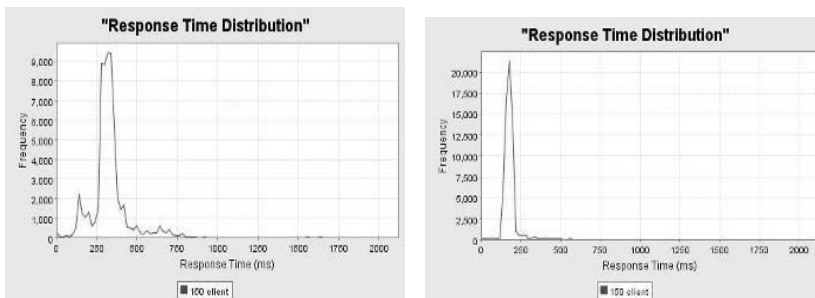 "Response Time Distribution"
9,000
8,000
7,000
6,000
5,000
4,000
3,000
2,000
1,000
0
Frequency
0 250 500 750 1000 1250 1500 1750 2000
Response Time (ms)
150 client
"Response Time Distribution"
20,000
17,500
15,000
12,500
10,000
7,500
5,000
2,500
0
Frequency
0 250 500 750 1000 1250 1500 1750 2000
Response Time (ms)
150 client